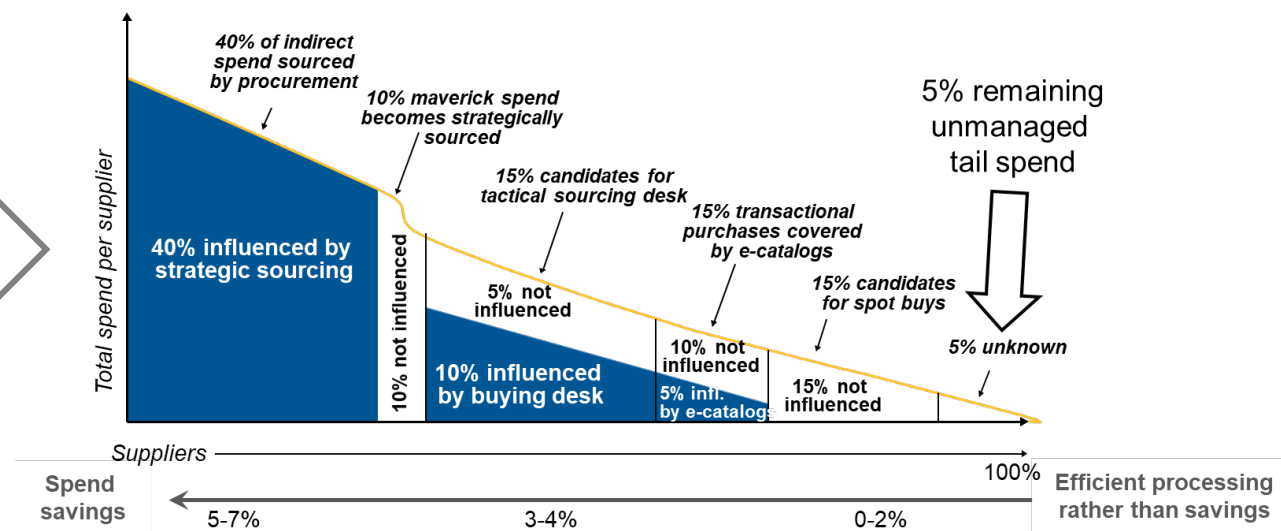 40% of indirect
spend sourced
by procurement
10% maverick spend
becomes strategically
sourced
15% candidates for
tactical sourcing desk
15% transactional
purchases covered
by e-catalogs
15% candidates
for spot buys
5% remaining
unmanaged
tail spend
5% unknown
Total spend per supplier
40% influenced by
strategic sourcing
10% not influenced
5% not
influenced
10% influenced
by buying desk
10% not
influenced
5% infl.
by e-catalogs
15% not
influenced
Suppliers
100%
Spend
savings
5-7%
3-4%
0-2%
Efficient processing
rather than savings